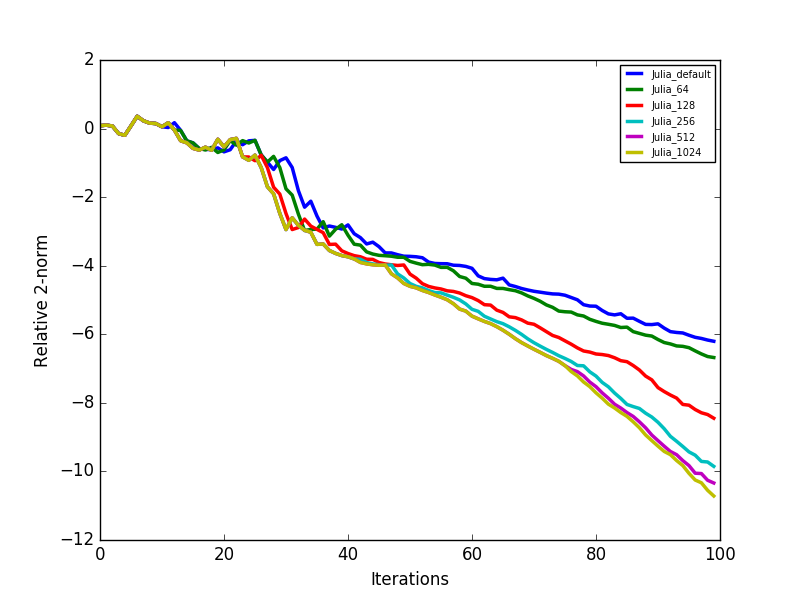 2
0
−2
−4
−6
−8
−10
−12
0 20 40 60 80 100
Relative 2-norm
Iterations
Julia_default
Julia_64
Julia_128
Julia_256
Julia_512
Julia_1024